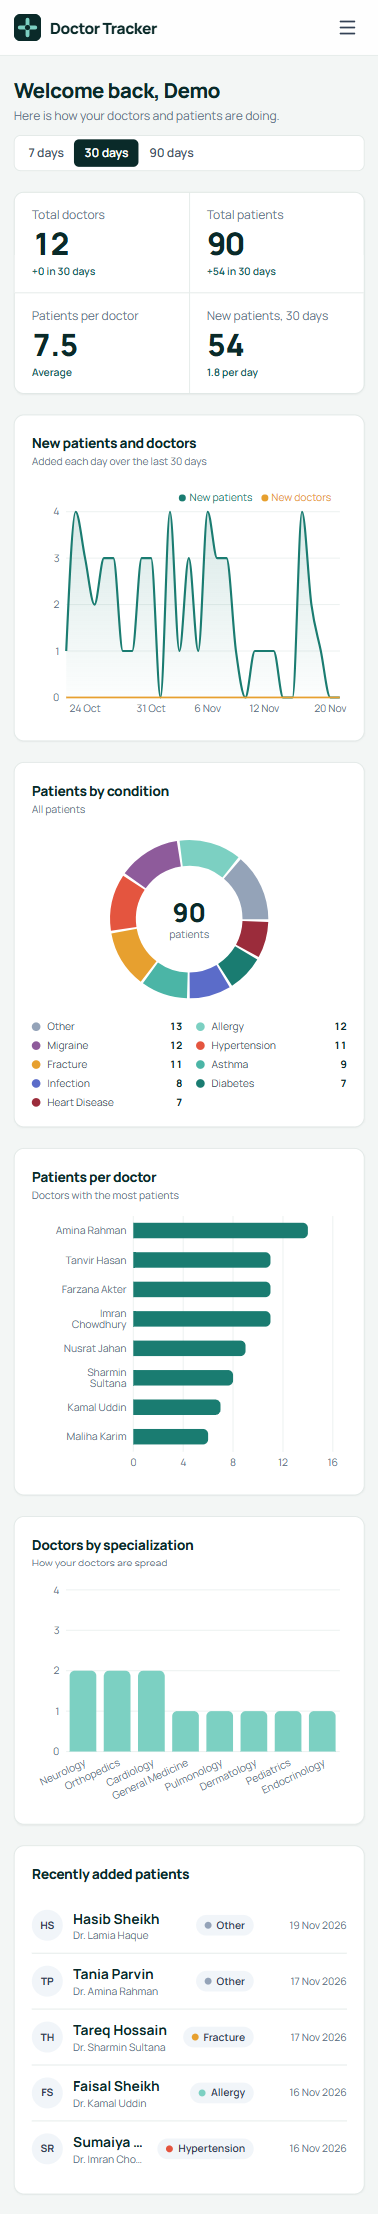 Doctor Tracker
Welcome back, Demo
Here is how your doctors and patients are doing.
7 days 30 days 90 days
Total doctors
12
+0 in 30 days
Total patients
90
+54 in 30 days
Patients per doctor
7.5
Average
New patients, 30 days
54
1.8 per day
New patients and doctors
Added each day over the last 30 days
New patients New doctors
4
3
2
1
0
24 Oct 31 Oct 6 Nov 12 Nov 20 Nov
Patients by condition
All patients
90
patients
Other 13 Allergy 12
Migraine 12 Hypertension 11
Fracture 11 Asthma 9
Infection 8 Diabetes 7
Heart Disease 7
Patients per doctor
Doctors with the most patients
Amina Rahman
Tanvir Hasan
Farzana Akter
Imran
Chowdhury
Nusrat Jahan
Sharmin
Sultana
Kamal Uddin
Maliha Karim
0 4 8 12 16
Doctors by specialization
How your doctors are spread
4
3
2
1
0
Neurology Orthopedics Cardiology General Medicine Pulmonology Dermatology Pediatrics Endocrinology
Recently added patients
HS Hasib Sheikh Other 19 Nov 2026
Dr. Lamia Haque
TP Tania Parvin Other 17 Nov 2026
Dr. Amina Rahman
TH Tareq Hossain Fracture 17 Nov 2026
Dr. Sharmin Sultana
FS Faisal Sheikh Allergy 16 Nov 2026
Dr. Kamal Uddin
SR Sumaiya ... Hypertension 16 Nov 2026
Dr. Imran Cho...